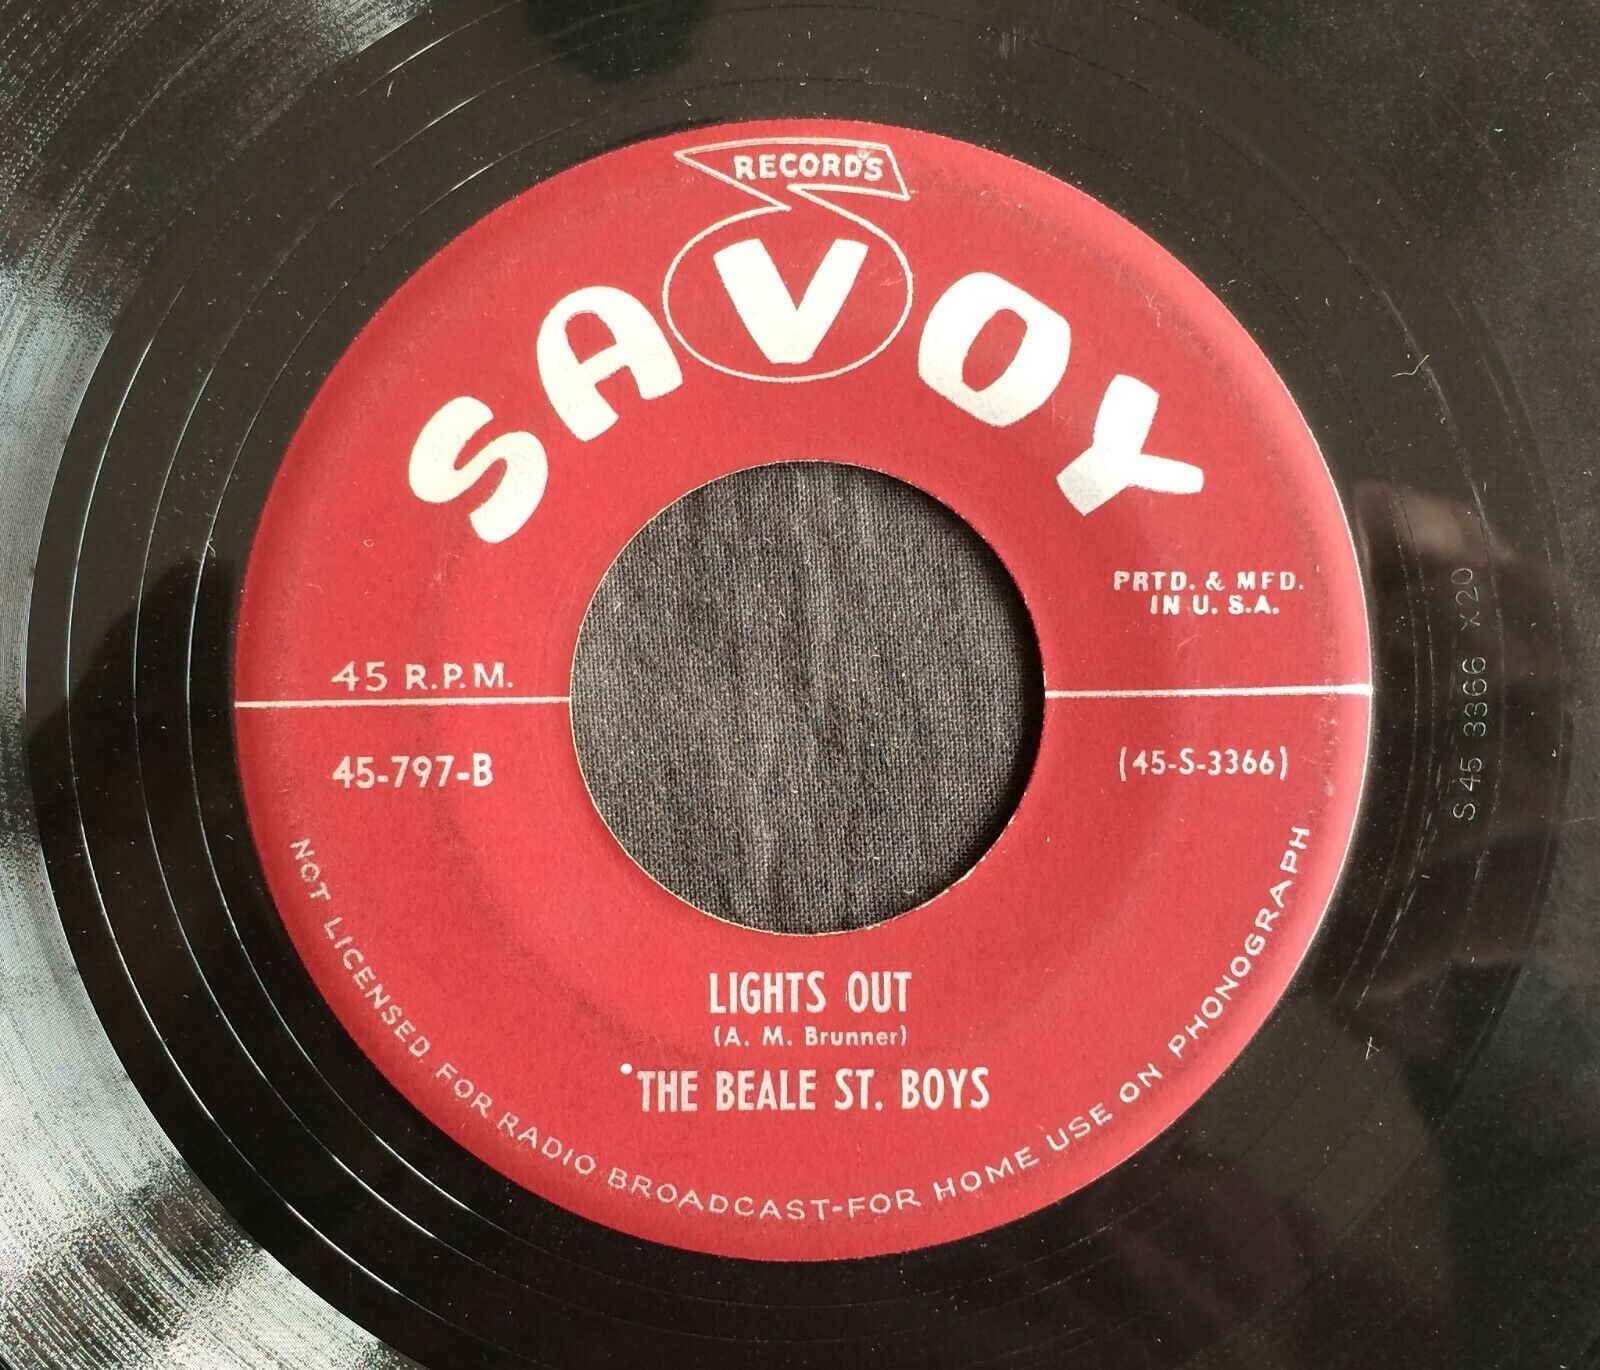 RECORDS
SAVOY
PRTD. & MFD.
IN U. S.A.
45 R.P.M.
45-797-B
(45-S-3366)
S 45 3366 X20
LIGHTS OUT
(A. M. Brunner)
THE BEALE ST. BOYS
NOT LICENSED FOR RADIO BROADCAST-FOR HOME USE ON PHONOGRAPH